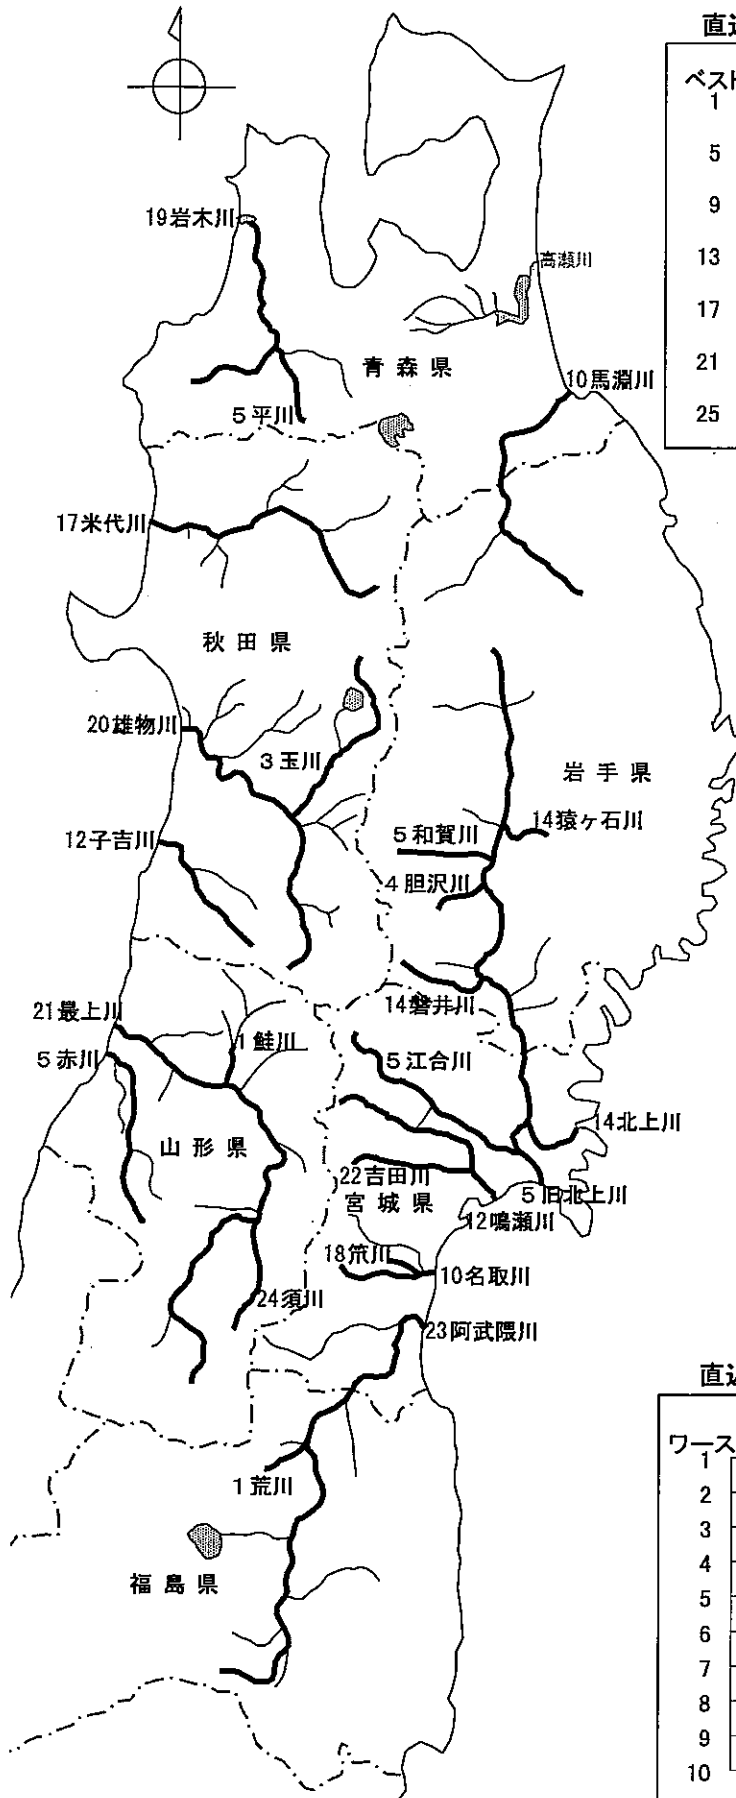 直近
ベスト
1
5
9
13
17
21
25
19岩木川
高瀬川
青森県
10馬淵川
5平川
17米代川
秋田県
20雄物川
3玉川
岩手県
14猿ヶ石川
5和賀川
12子吉川
4胆沢川
14磐井川
21最上川
1鮭川
5赤川
5江合川
14北上川
山形県
22吉田川
5旧北上川
宮城県
12鳴瀬川
18笊川
10名取川
24須川
23阿武隈川
1荒川
福島県
ワース
1
2
3
4
5
6
7
8
9
10